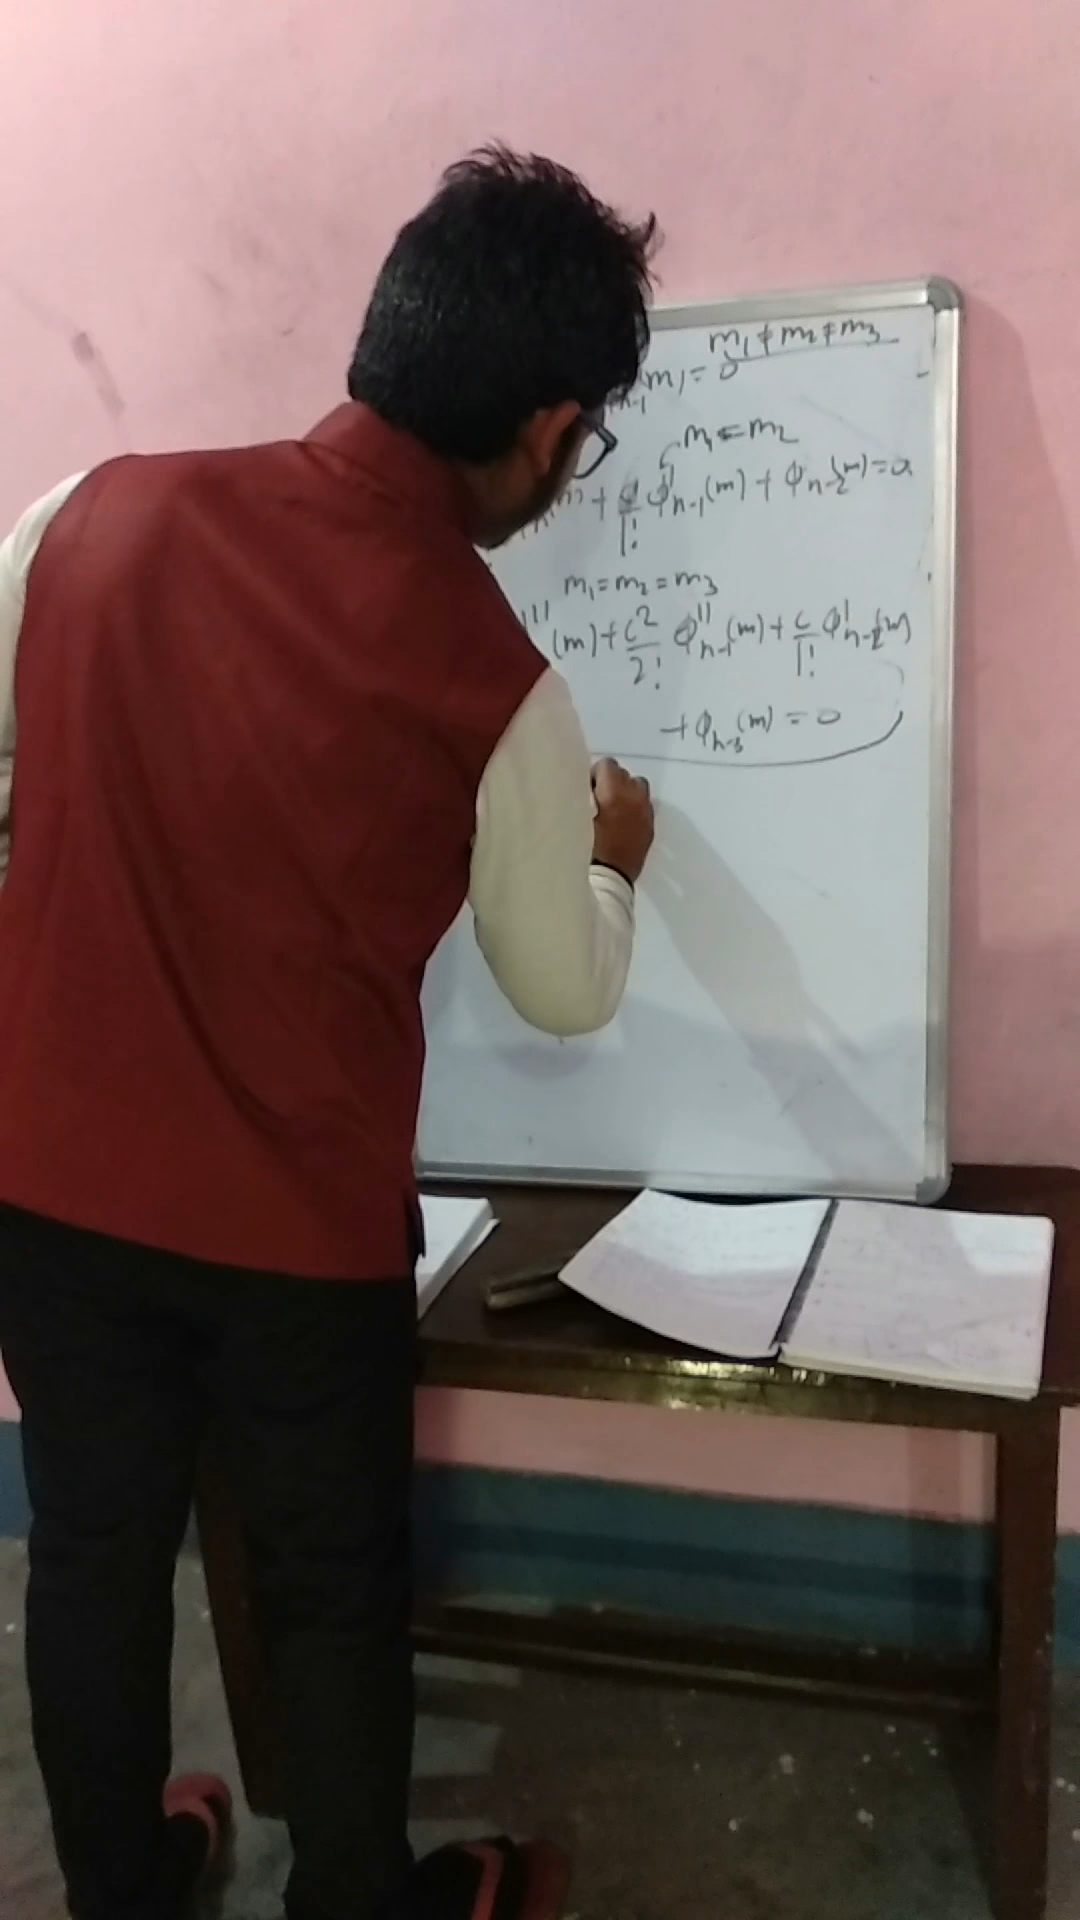 m₁ ≠ m₂ ≠ m₃
n-1(m) = 0
m₁ = m₂
(m) + c/1! φ'n-1(m) + φn-2(m) = 0
m₁ = m₂ = m₃
'''(m) + c²/2! φ''n-1(m) + c/1! φ'n-2(m)
+ φn-3(m) = 0